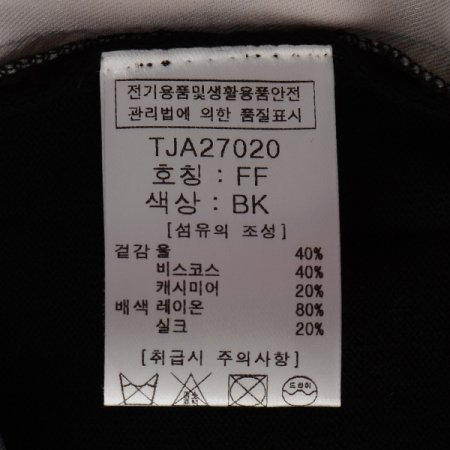 전기용품및생활용품안전
관리법에 의한 품질표시
TJA27020
호칭 : FF
색상 : BK
[섬유의 조성]
겉감 울 40%
비스코스 40%
캐시미어 20%
배색 레이온 80%
실크 20%
[취급시 주의사항]
드라이